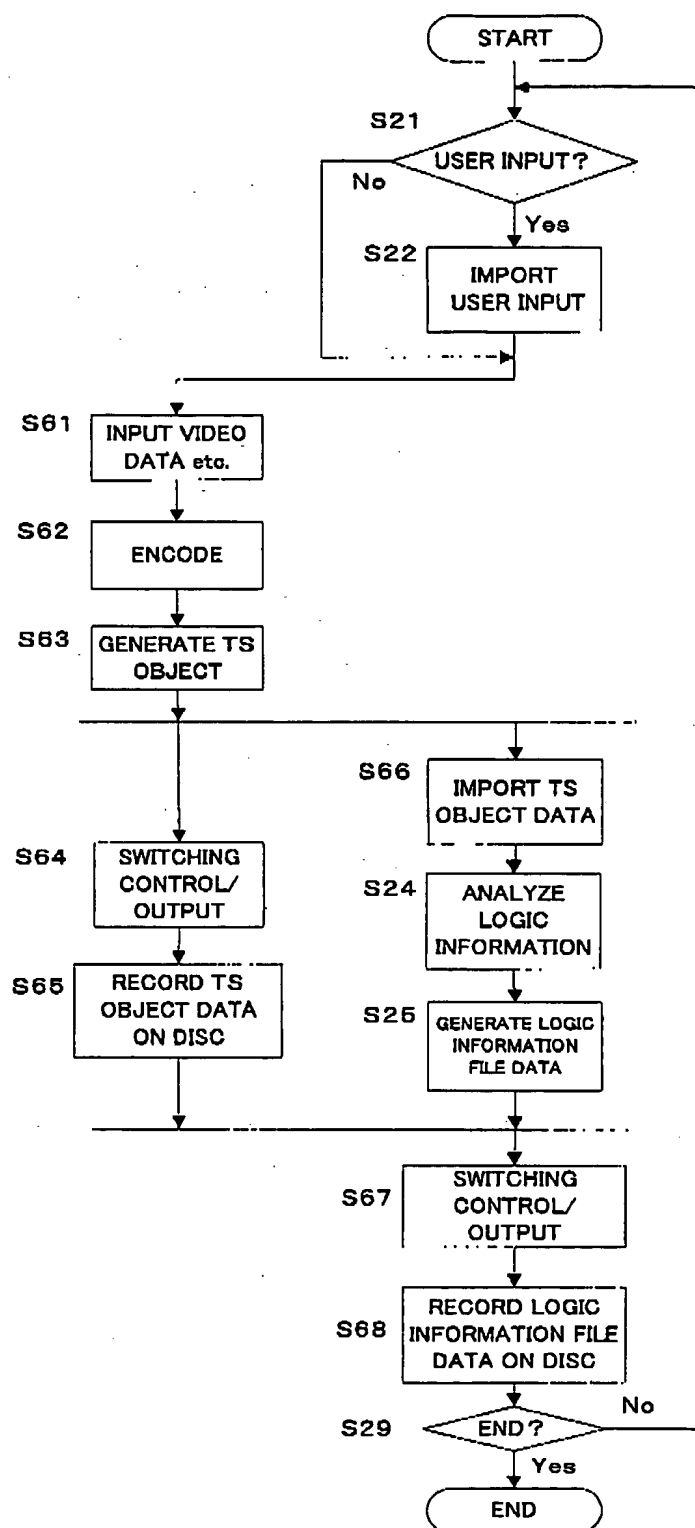 START
S21
USER INPUT?
No
Yes
S22
IMPORT
USER INPUT
S61
INPUT VIDEO
DATA etc.
S62
ENCODE
S63
GENERATE TS
OBJECT
S66
IMPORT TS
OBJECT DATA
S64
SWITCHING
CONTROL/
OUTPUT
S24
ANALYZE
LOGIC
INFORMATION
S65
RECORD TS
OBJECT DATA
ON DISC
S25
GENERATE LOGIC
INFORMATION
FILE DATA
S67
SWITCHING
CONTROL/
OUTPUT
S68
RECORD LOGIC
INFORMATION FILE
DATA ON DISC
S29
END?
No
Yes
END